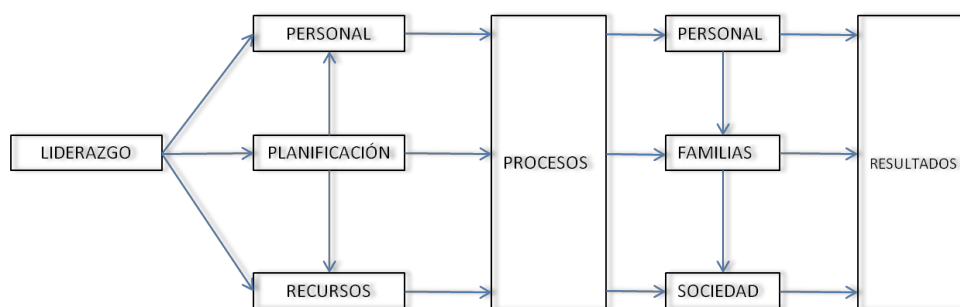 PERSONAL
PERSONAL
LIDERAZGO
PLANIFICACIÓN
PROCESOS
FAMILIAS
RESULTADOS
RECURSOS
SOCIEDAD